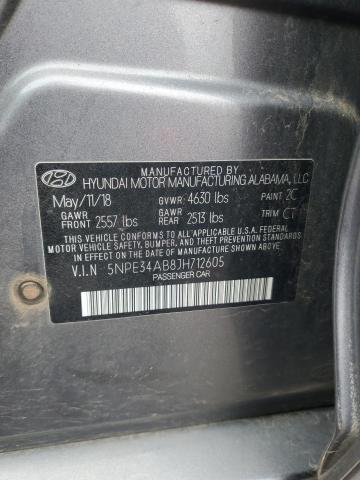 MANUFACTURED BY
HYUNDAI MOTOR MANUFACTURING ALABAMA, LLC
May/11/18 GVWR 4630 lbs PAINT 2C
GAWR FRONT 2557 lbs GAWR REAR 2513 lbs TRIM CT
THIS VEHICLE CONFORMS TO ALL APPLICABLE U.S.A. FEDERAL
MOTOR VEHICLE SAFETY, BUMPER, AND THEFT PREVENTION
STANDARDS IN EFFECT ON THE DATE OF MANUFACTURE SHOWN ABOVE.
V.I.N 5NPE34AB8JH712605
PASSENGER CAR